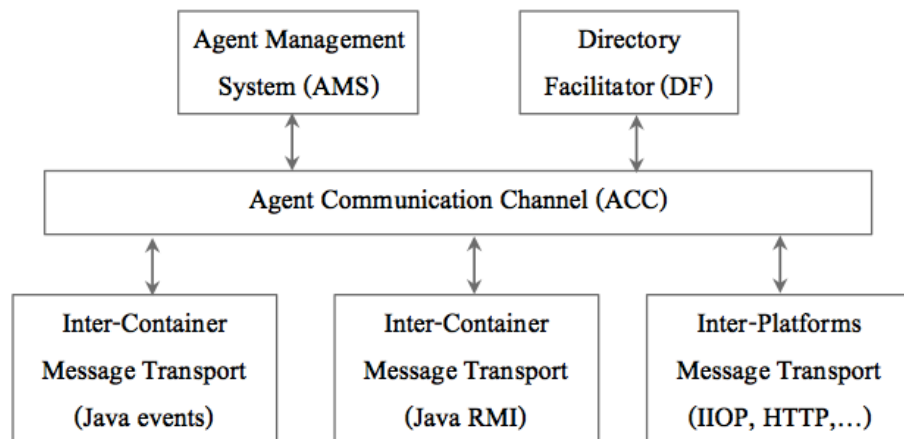 Agent Management
System (AMS)
Directory
Facilitator (DF)
Agent Communication Channel (ACC)
Inter-Container
Message Transport
(Java events)
Inter-Container
Message Transport
(Java RMI)
Inter-Platforms
Message Transport
(IIOP, HTTP,...)